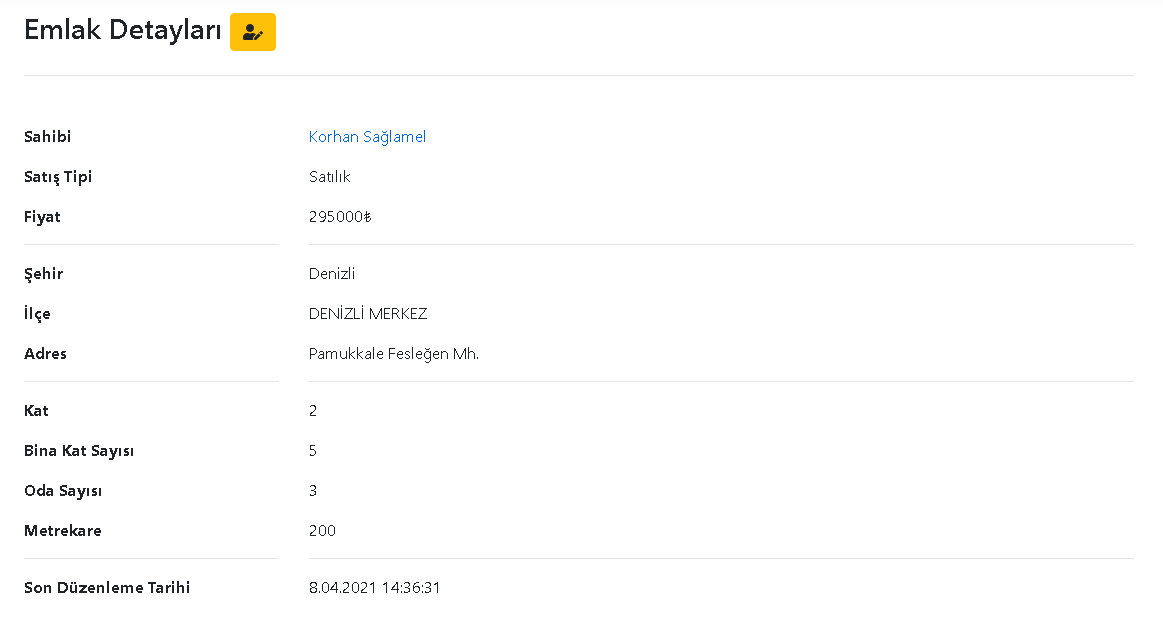 Emlak Detayları
Sahibi Korhan Sağlamel
Satış Tipi Satılık
Fiyat 295000₺
Şehir Denizli
İlçe DENİZLİ MERKEZ
Adres Pamukkale Fesleğen Mh.
Kat 2
Bina Kat Sayısı 5
Oda Sayısı 3
Metrekare 200
Son Düzenleme Tarihi 8.04.2021 14:36:31